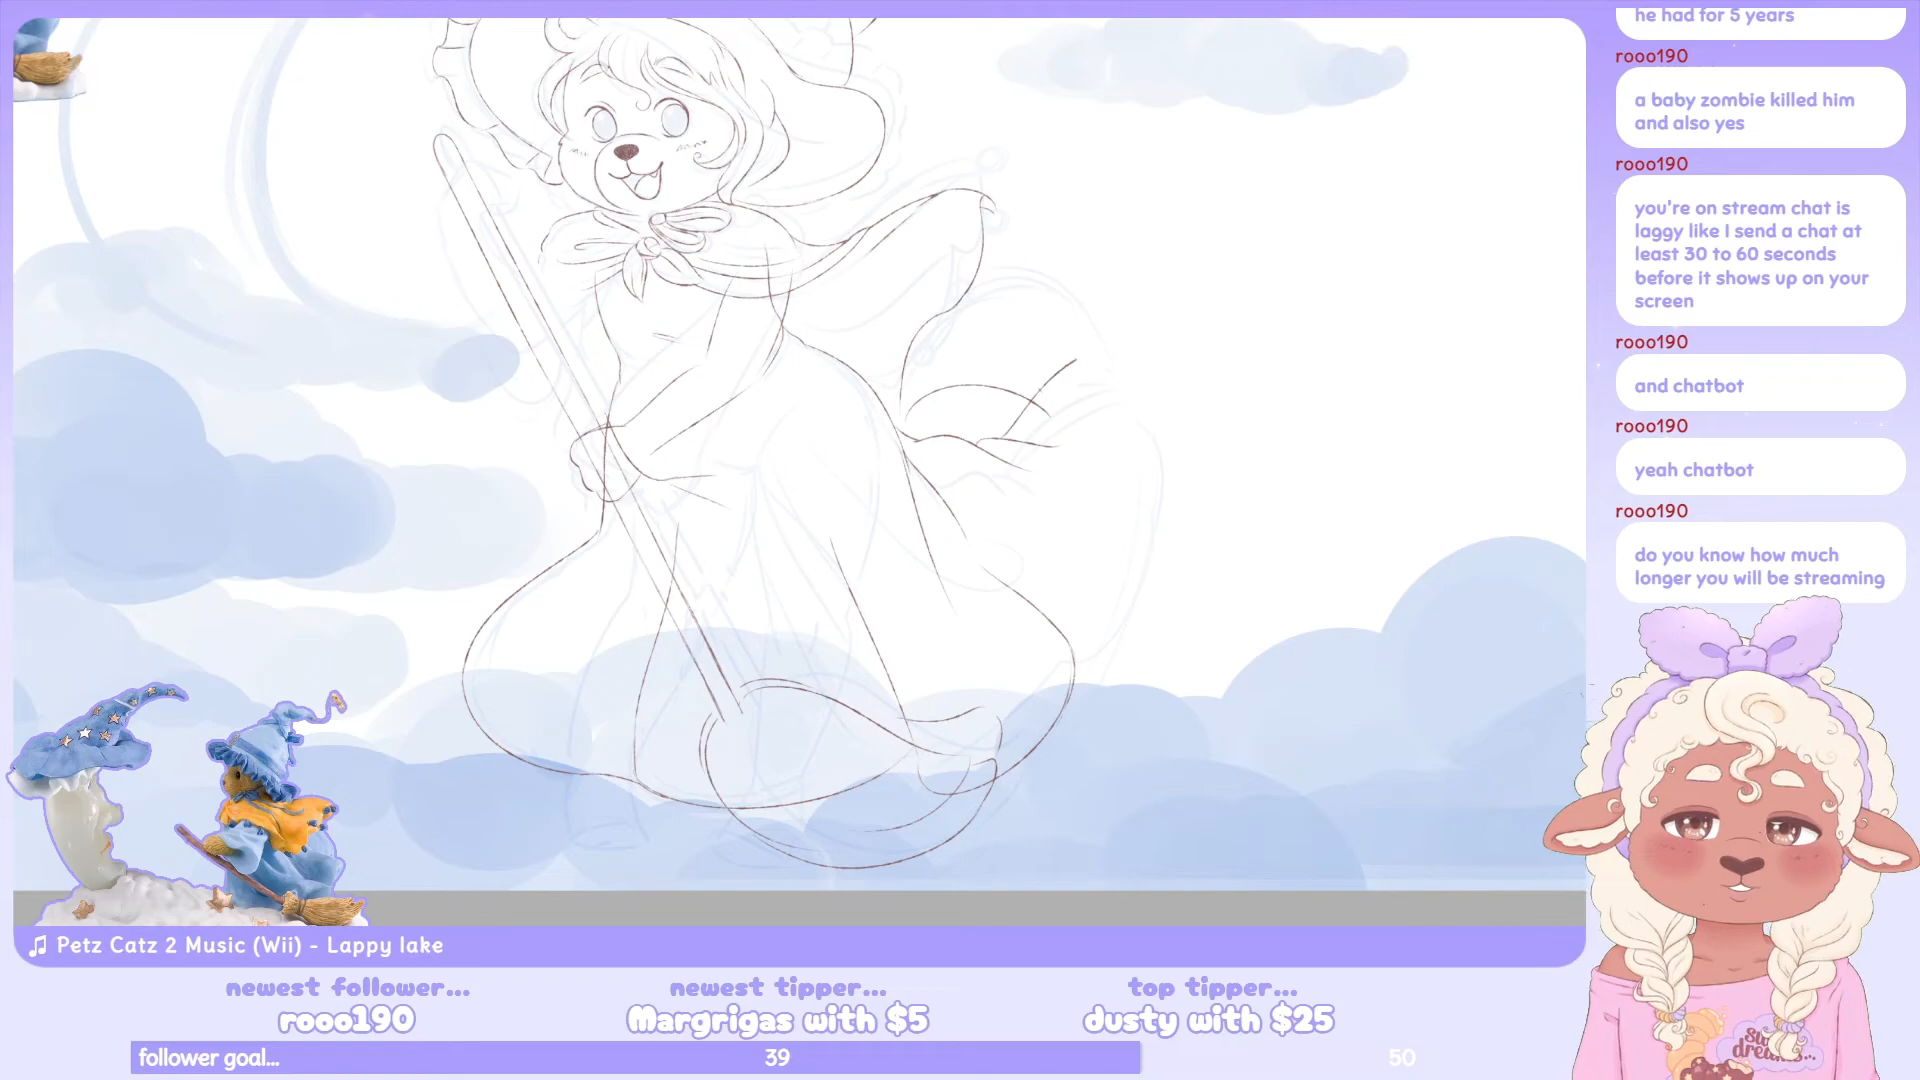 he had for 5 years
rooo190
a baby zombie killed him
and also yes
rooo190
you're on stream chat is
laggy like I send a chat at
least 30 to 60 seconds
before it shows up on your
screen
rooo190
and chatbot
rooo190
yeah chatbot
rooo190
do you know how much
longer you will be streaming
Petz Catz 2 Music (Wii) - Lappy lake
newest follower...
rooo190
newest tipper...
Margrigas with $5
top tipper...
dusty with $25
follower goal...
39
50